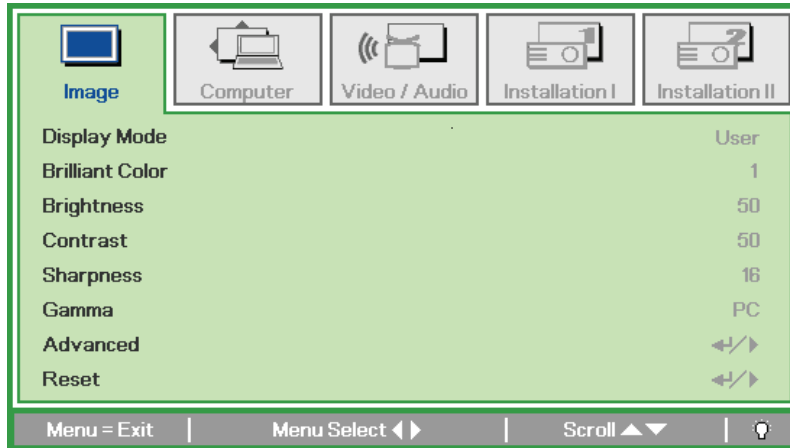 Image Computer Video / Audio Installation I Installation II
Display Mode User
Brilliant Color 1
Brightness 50
Contrast 50
Sharpness 16
Gamma PC
Advanced
Reset
Menu = Exit Menu Select Scroll